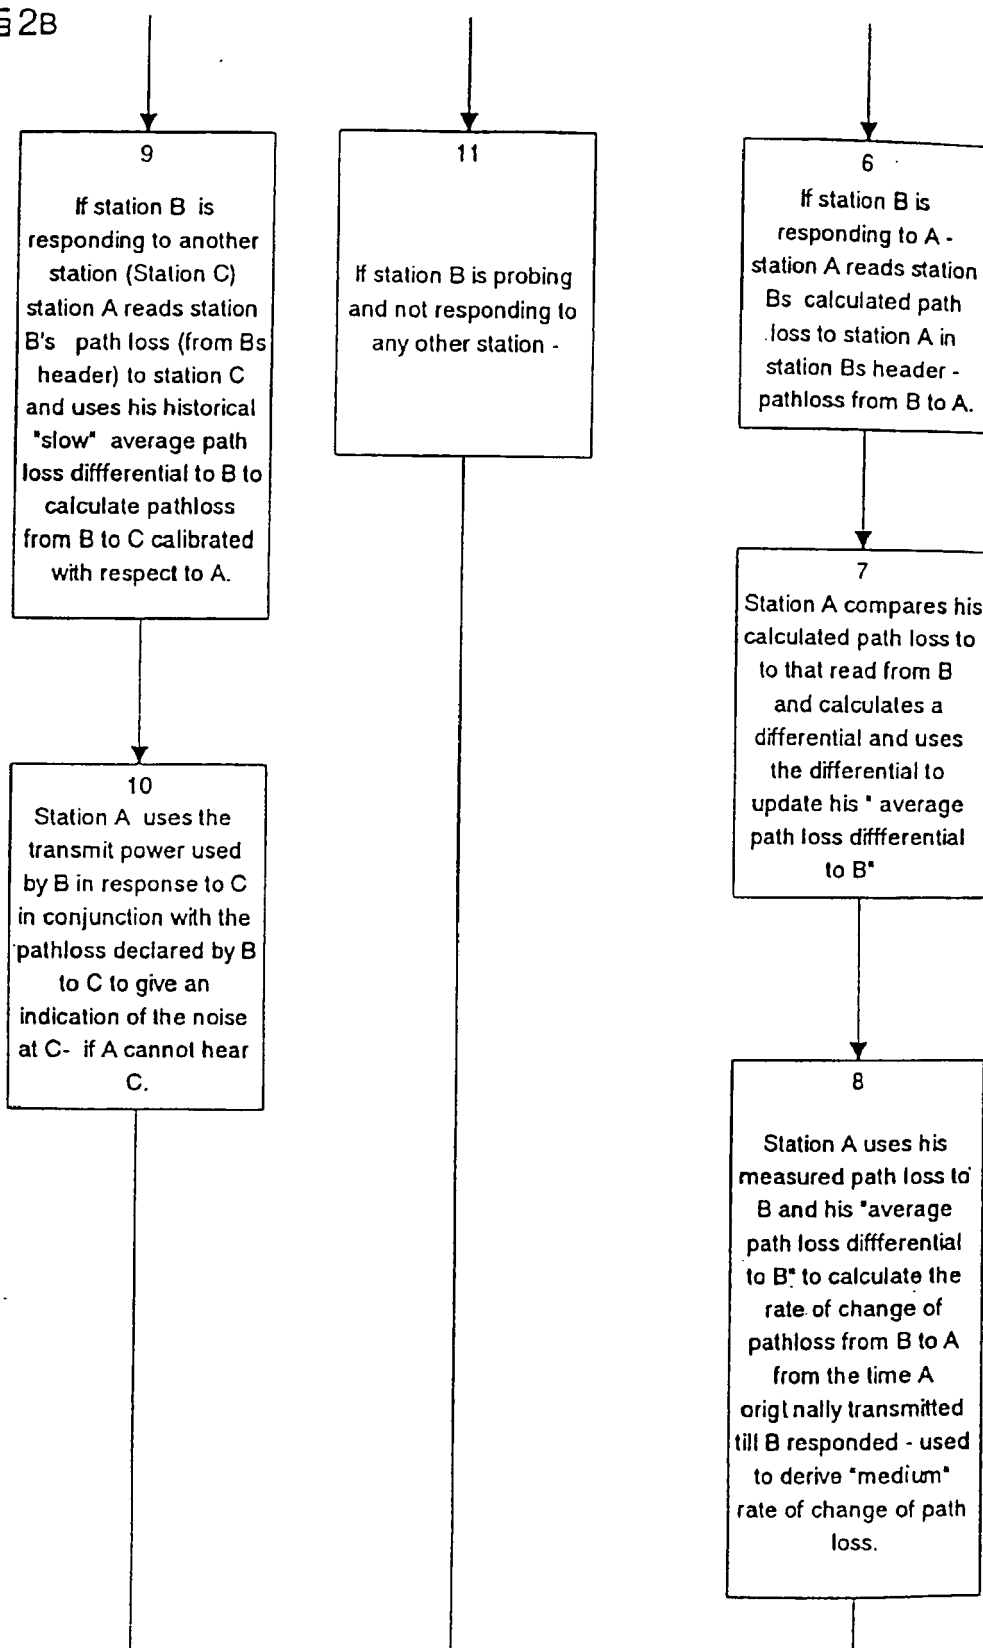 2B
9
If station B is
responding to another
station (Station C)
station A reads station
B's path loss (from Bs
header) to station C
and uses his historical
"slow" average path
loss diffferential to B to
calculate pathloss
from B to C calibrated
with respect to A.
10
Station A uses the
transmit power used
by B in response to C
in conjunction with the
pathloss declared by B
to C to give an
indication of the noise
at C- if A cannot hear
C.
11
If station B is probing
and not responding to
any other station -
6
If station B is
responding to A -
station A reads station
Bs calculated path
loss to station A in
station Bs header -
pathloss from B to A.
7
Station A compares his
calculated path loss to
to that read from B
and calculates a
differential and uses
the differential to
update his " average
path loss diffferential
to B"
8
Station A uses his
measured path loss to
B and his "average
path loss diffferential
to B" to calculate the
rate of change of
pathloss from B to A
from the time A
originally transmitted
till B responded - used
to derive "medium"
rate of change of path
loss.